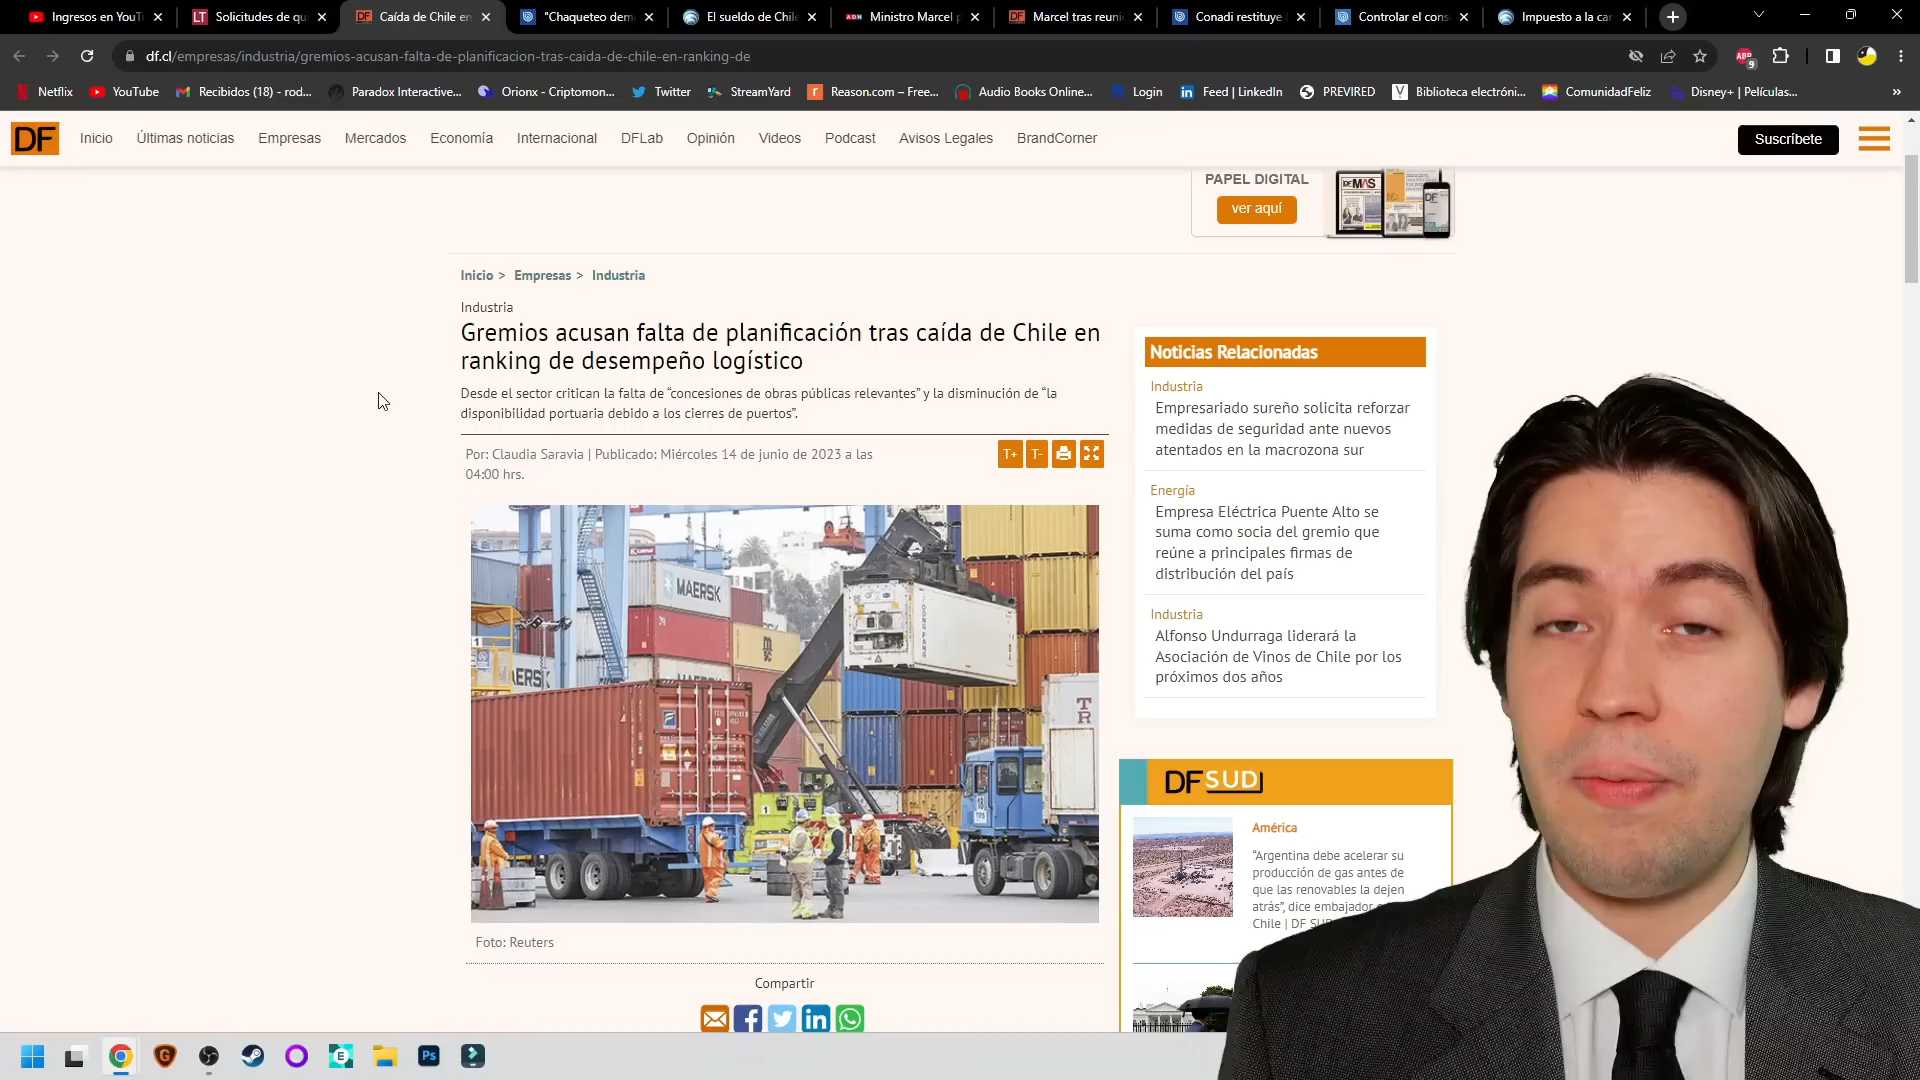 Ingresos en YouT
Solicitudes de qu
Caída de Chile en
"Chaqueteo dem
El sueldo de Chil
Ministro Marcel p
Marcel tras reuni
Conadi restituye
Controlar el con
Impuesto a la car
df.cl/empresas/industria/gremios-acusan-falta-de-planificacion-tras-caida-de-chile-en-ranking-de
ABP
9
Netflix
YouTube
Recibidos (18) - rod...
Paradox Interactive...
Orionx - Criptomon...
Twitter
StreamYard
Reason.com – Free...
Audio Books Online...
Login
Feed | LinkedIn
PREVIRED
Biblioteca electróni...
ComunidadFeliz
Disney+ | Películas...
»
DF
Inicio
Últimas noticias
Empresas
Mercados
Economía
Internacional
DFLab
Opinión
Videos
Podcast
Avisos Legales
BrandCorner
Suscríbete
PAPEL DIGITAL
ver aquí
Inicio > Empresas > Industria
Industria
Gremios acusan falta de planificación tras caída de Chile en
ranking de desempeño logístico
Desde el sector critican la falta de “concesiones de obras públicas relevantes” y la disminución de “la
disponibilidad portuaria debido a los cierres de puertos”.
Por: Claudia Saravia | Publicado: Miércoles 14 de junio de 2023 a las
04:00 hrs.
T+
T-
MAERSK
Foto: Reuters
Compartir
Noticias Relacionadas
Industria
Empresariado sureño solicita reforzar
medidas de seguridad ante nuevos
atentados en la macrozona sur
Energía
Empresa Eléctrica Puente Alto se
suma como socia del gremio que
reúne a principales firmas de
distribución del país
Industria
Alfonso Undurraga liderará la
Asociación de Vinos de Chile por los
próximos dos años
DF SUD
América
“Argentina debe acelerar su
producción de gas antes de
que las renovables la dejen
atrás”, dice embajador
Chile | DF SUD
Ps